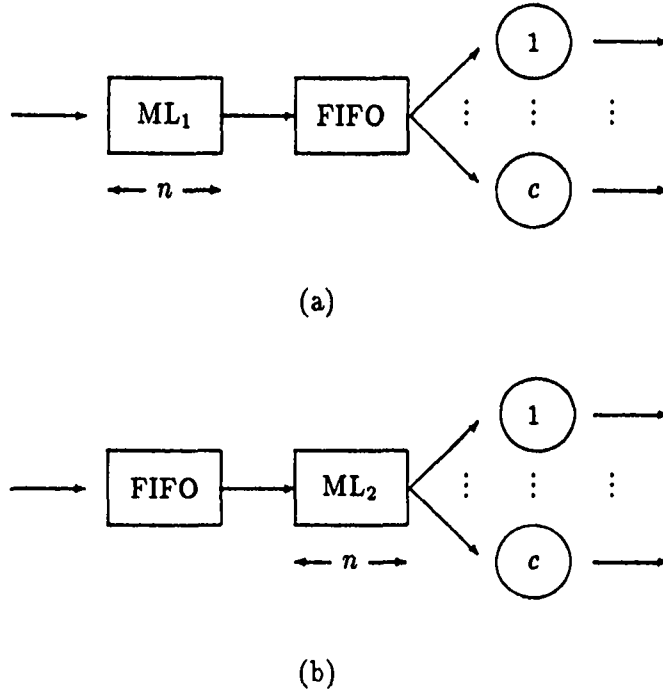 1
ML₁ FIFO
⋮ ⋮ ⋮
n
c
(a)
1
FIFO ML₂
⋮ ⋮ ⋮
n
c
(b)